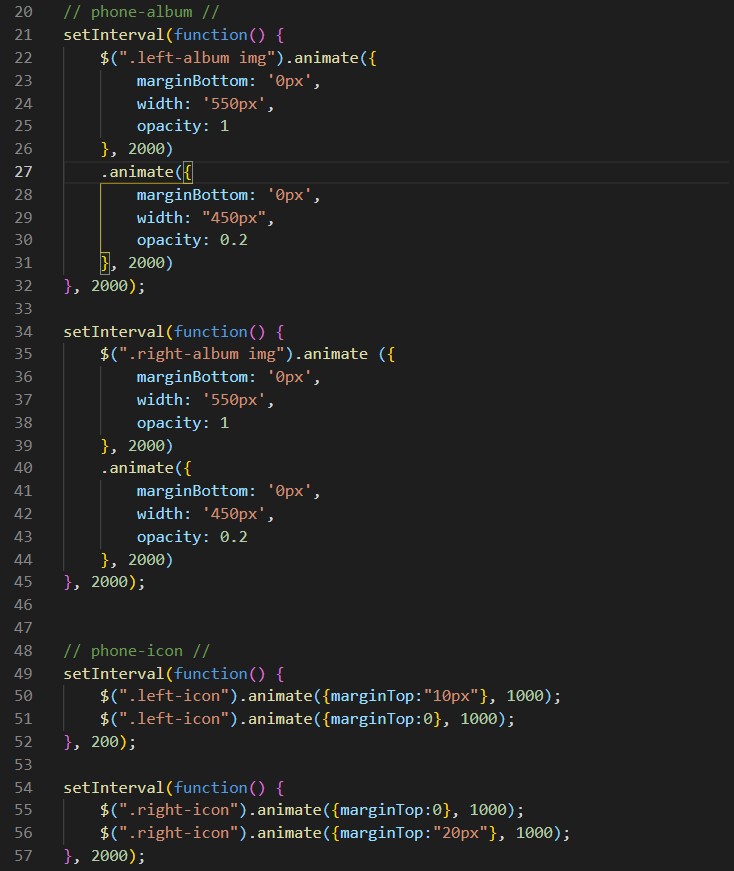 20 // phone-album //
21 setInterval(function() {
22     $(".left-album img").animate({
23         marginBottom: '0px',
24         width: '550px',
25         opacity: 1
26     }, 2000)
27     .animate({
28         marginBottom: '0px',
29         width: "450px",
30         opacity: 0.2
31     }, 2000)
32 }, 2000);
33
34 setInterval(function() {
35     $(".right-album img").animate ({
36         marginBottom: '0px',
37         width: '550px',
38         opacity: 1
39     }, 2000)
40     .animate({
41         marginBottom: '0px',
42         width: '450px',
43         opacity: 0.2
44     }, 2000)
45 }, 2000);
46
47
48 // phone-icon //
49 setInterval(function() {
50     $(".left-icon").animate({marginTop:"10px"}, 1000);
51     $(".left-icon").animate({marginTop:0}, 1000);
52 }, 200);
53
54 setInterval(function() {
55     $(".right-icon").animate({marginTop:0}, 1000);
56     $(".right-icon").animate({marginTop:"20px"}, 1000);
57 }, 2000);